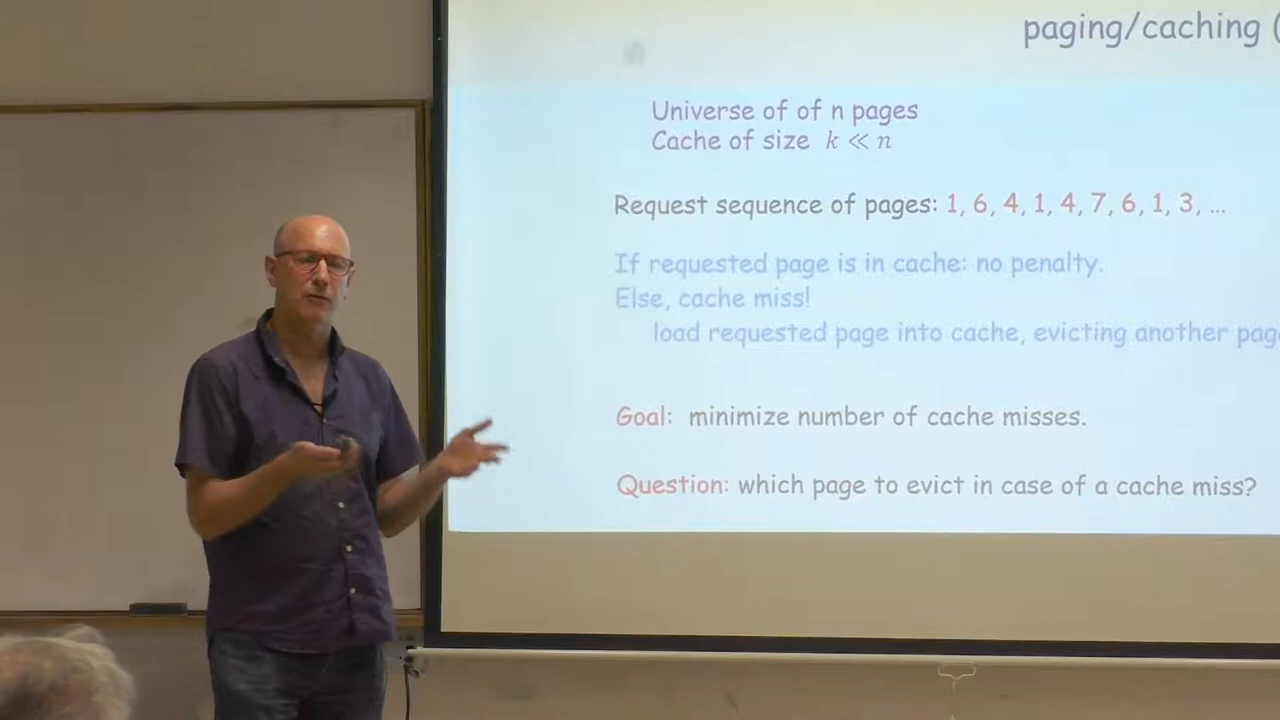 paging/caching (
Universe of of n pages
Cache of size k ≪ n
Request sequence of pages: 1, 6, 4, 1, 4, 7, 6, 1, 3, ...
If requested page is in cache: no penalty.
Else, cache miss!
load requested page into cache, evicting another pag
Goal: minimize number of cache misses.
Question: which page to evict in case of a cache miss?